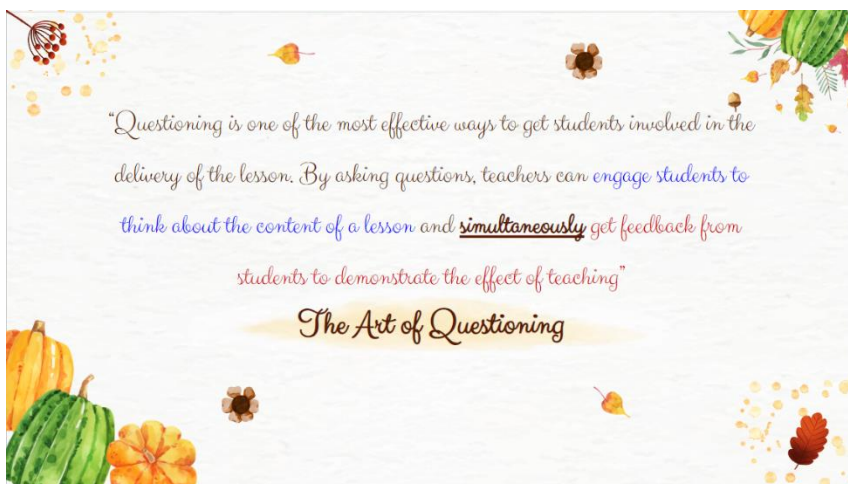 “Questioning is one of the most effective ways to get students involved in the
delivery of the lesson. By asking questions, teachers can engage students to
think about the content of a lesson and simultaneously get feedback from
students to demonstrate the effect of teaching”
The Art of Questioning